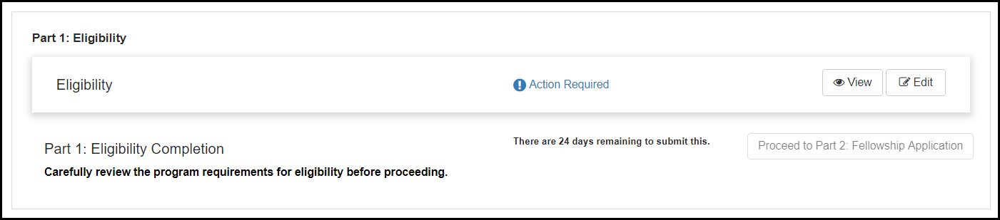 Part 1: Eligibility
Eligibility
Action Required
View
Edit
Part 1: Eligibility Completion
There are 24 days remaining to submit this.
Proceed to Part 2: Fellowship Application
Carefully review the program requirements for eligibility before proceeding.